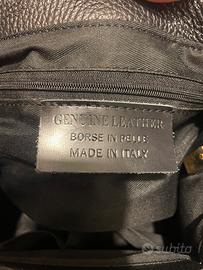 GENUINE LEATHER
BORSE IN PELLE
MADE IN ITALY
subito